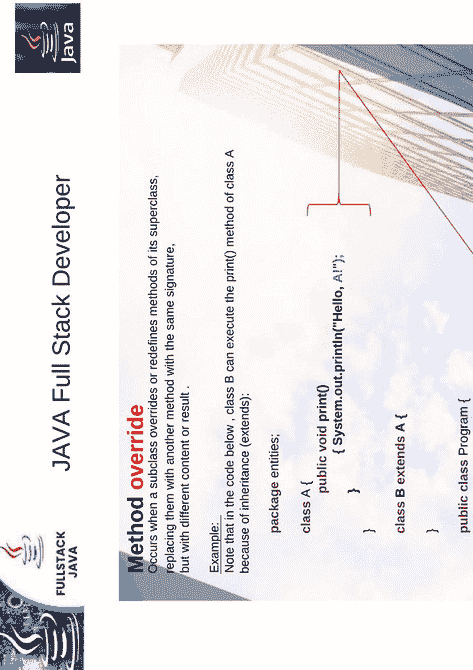 FULLSTACK
JAVA
JAVA Full Stack Developer
Java
Method override
Occurs when a subclass overrides or redefines methods of its superclass,
replacing them with another method with the same signature,
but with different content or result .
Example:
Note that in the code below, , class B can execute the print() method of class A
because of inheritance (extends):
package entities;
class A {
public void print()
{ System.out.println("Hello, A!");
}
}
class B extends A {
}
public class Program {